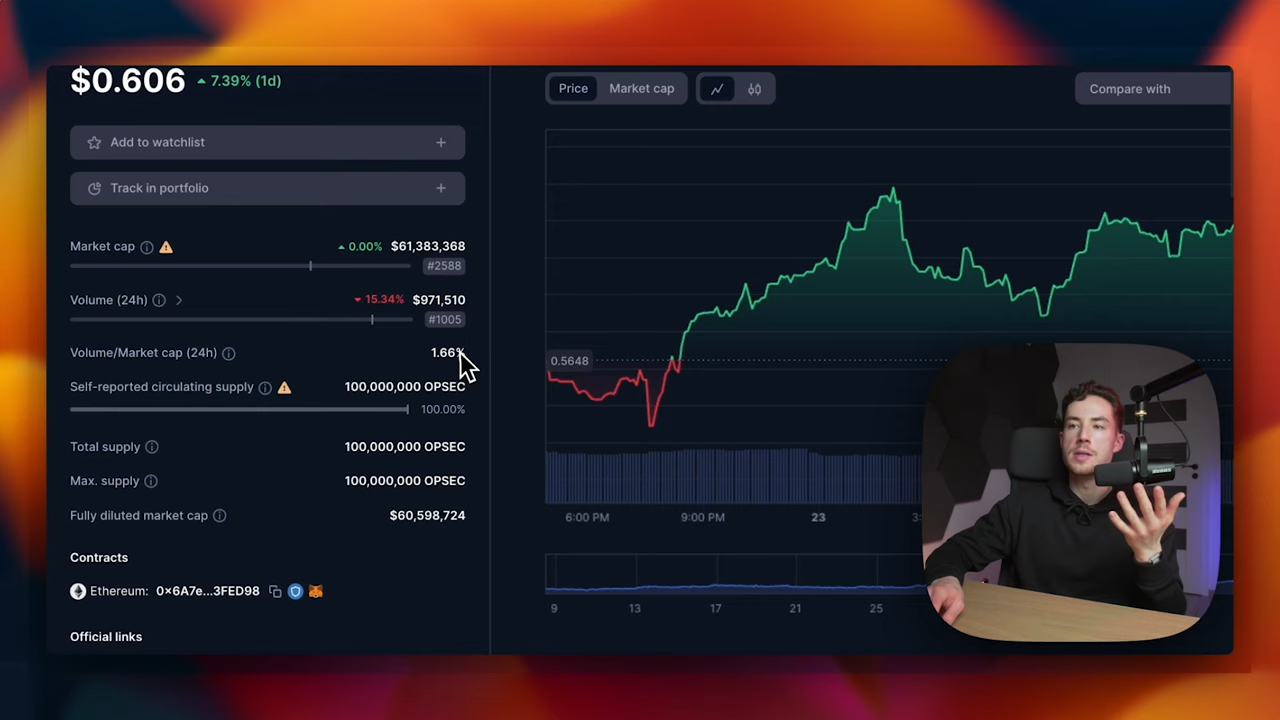 $0.606 7.39% (1d)
Add to watchlist
Track in portfolio
Market cap 0.00% $61,383,368
#2588
Volume (24h) 15.34% $971,510
#1005
Volume/Market cap (24h) 1.66%
Self-reported circulating supply 100,000,000 OPSEC
100.00%
Total supply 100,000,000 OPSEC
Max. supply 100,000,000 OPSEC
Fully diluted market cap $60,598,724
Contracts
Ethereum: 0x6A7e...3FED98
Official links
Price Market cap
Compare with
0.5648
6:00 PM 9:00 PM 23
9 13 17 21 25